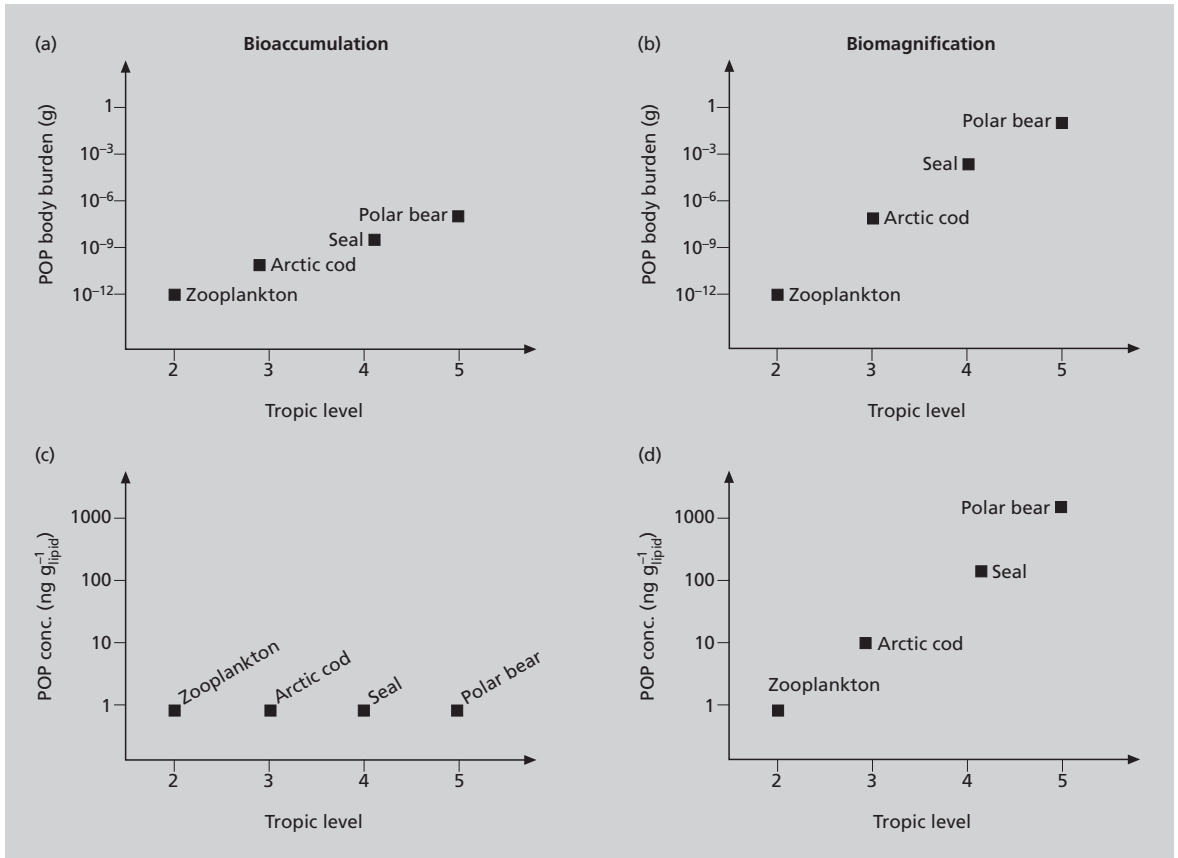 (a)
Bioaccumulation
POP body burden (g)
1
10⁻³
10⁻⁶
10⁻⁹
10⁻¹²
Polar bear
Seal
Arctic cod
Zooplankton
2 3 4 5
Tropic level
(b)
Biomagnification
POP body burden (g)
1
10⁻³
10⁻⁶
10⁻⁹
10⁻¹²
Polar bear
Seal
Arctic cod
Zooplankton
2 3 4 5
Tropic level
(c)
POP conc. (ng g⁻¹lipid)
1000
100
10
1
Zooplankton
Arctic cod
Seal
Polar bear
2 3 4 5
Tropic level
(d)
POP conc. (ng g⁻¹lipid)
1000
100
10
1
Polar bear
Seal
Arctic cod
Zooplankton
2 3 4 5
Tropic level